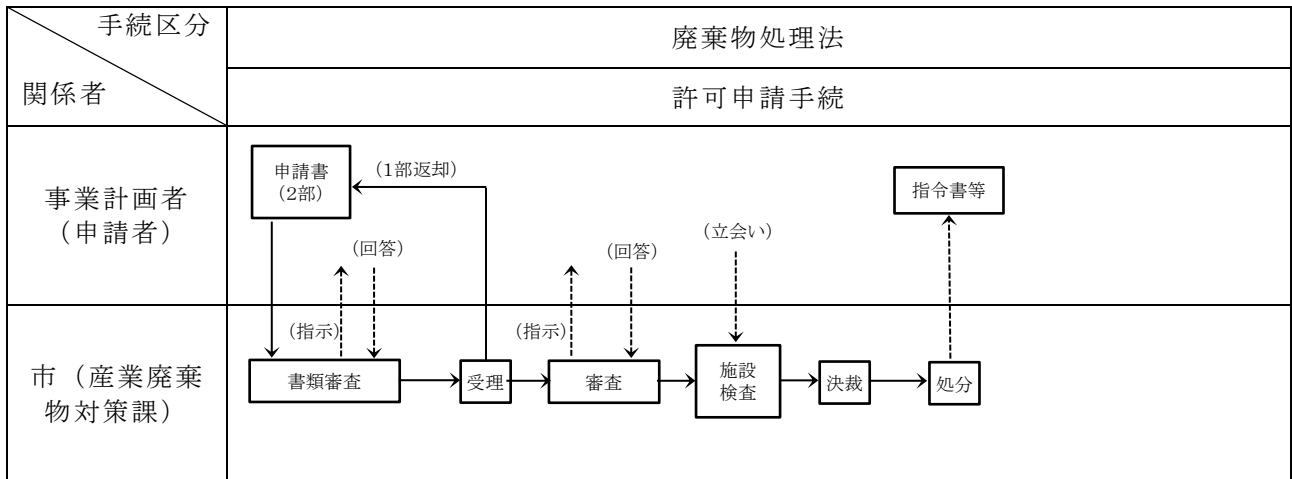 手続区分
関係者
廃棄物処理法
許可申請手続
事業計画者
（申請者）
申請書
（2部）
（1部返却）
（回答）
（回答）
（立会い）
指令書等
市（産業廃棄
物対策課）
（指示）
（指示）
書類審査
受理
審査
施設
検査
決裁
処分